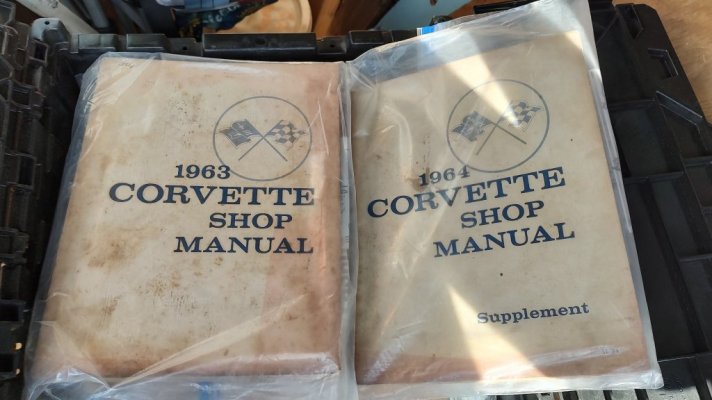 1963
CORVETTE
SHOP
MANUAL
1964
CORVETTE
SHOP
MANUAL
Supplement